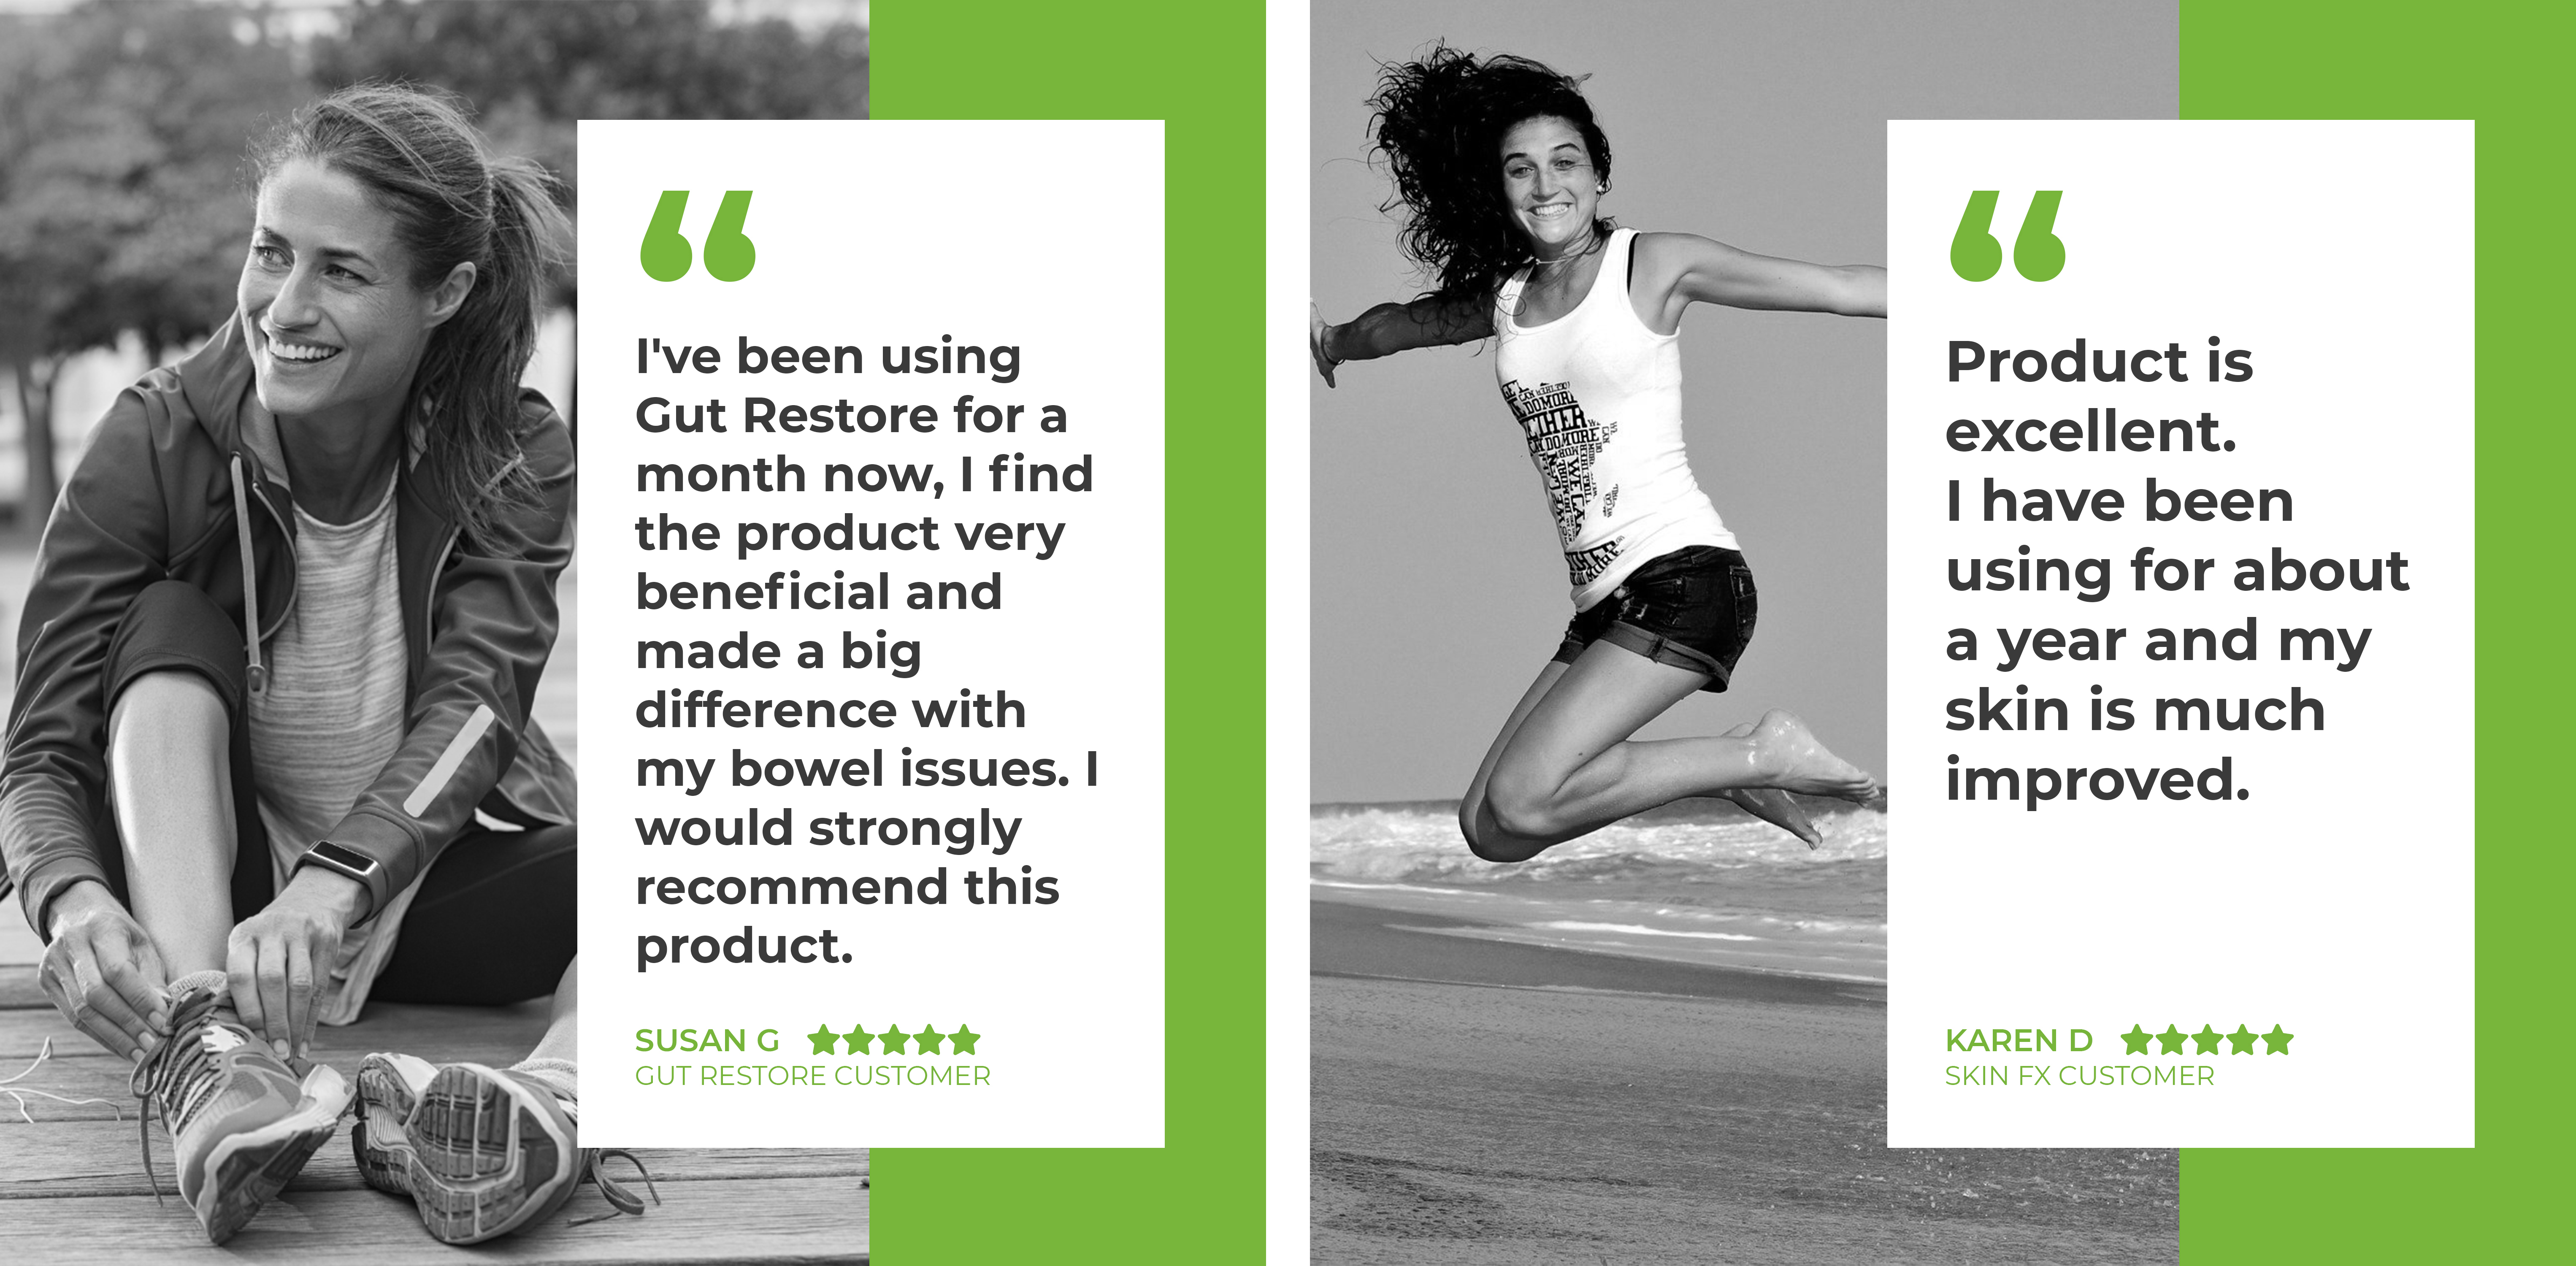 “
I've been using
Gut Restore for a
month now, I find
the product very
beneficial and
made a big
difference with
my bowel issues. I
would strongly
recommend this
product.
SUSAN G
GUT RESTORE CUSTOMER
DOMORE
DOMORE
“
Product is
excellent.
I have been
using for about
a year and my
skin is much
improved.
KAREN D
SKIN FX CUSTOMER